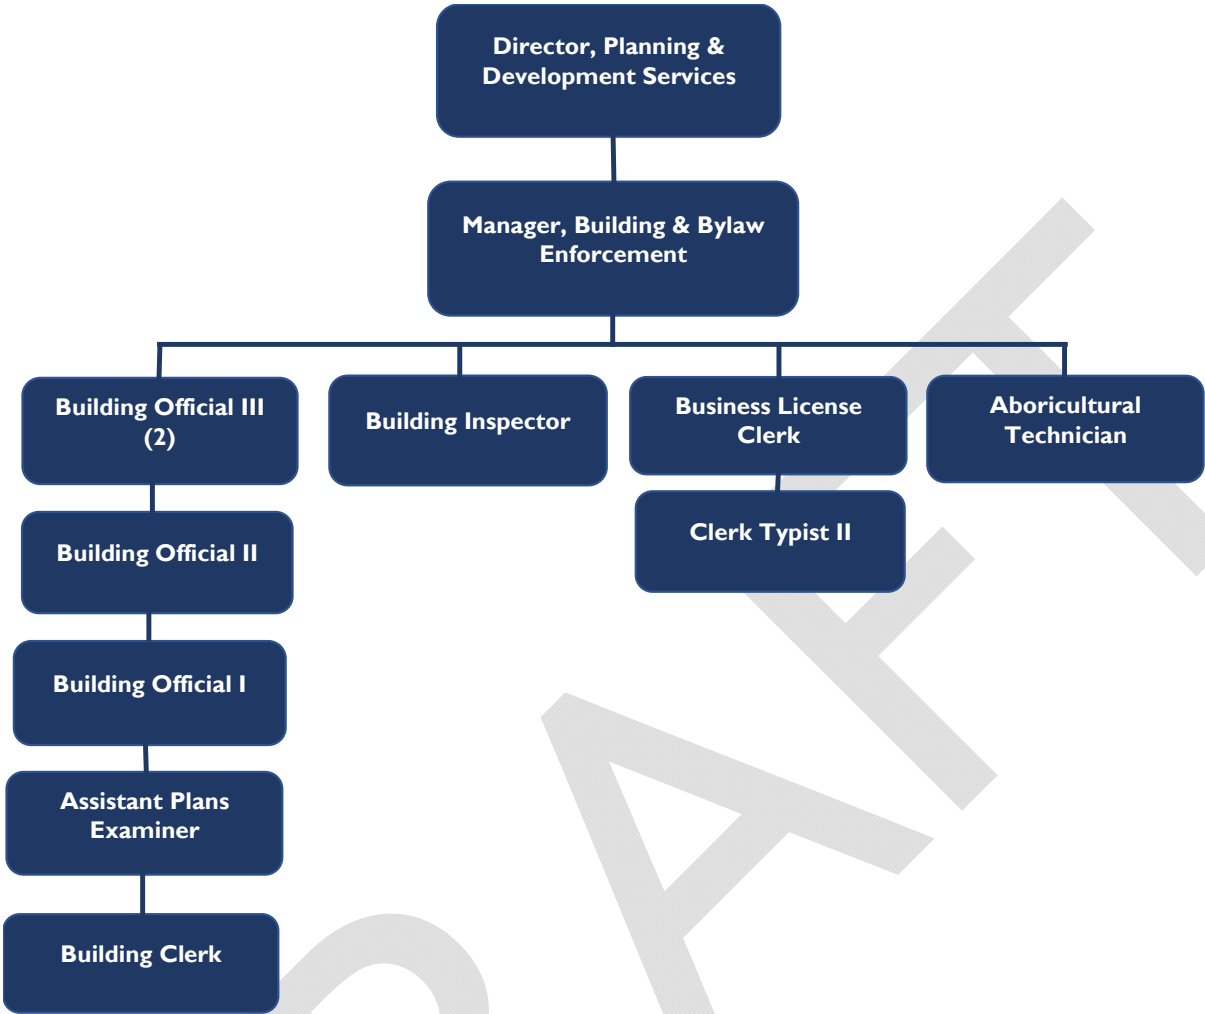 Director, Planning &
Development Services
Manager, Building & Bylaw
Enforcement
Building Official III
(2)
Building Inspector
Business License
Clerk
Aboricultural
Technician
Building Official II
Clerk Typist II
Building Official I
Assistant Plans
Examiner
Building Clerk